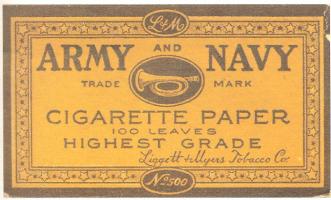 L&M
ARMY AND NAVY
TRADE MARK
CIGARETTE PAPER
100 LEAVES
HIGHEST GRADE
Liggett & Myers Tobacco Co.
No. 500